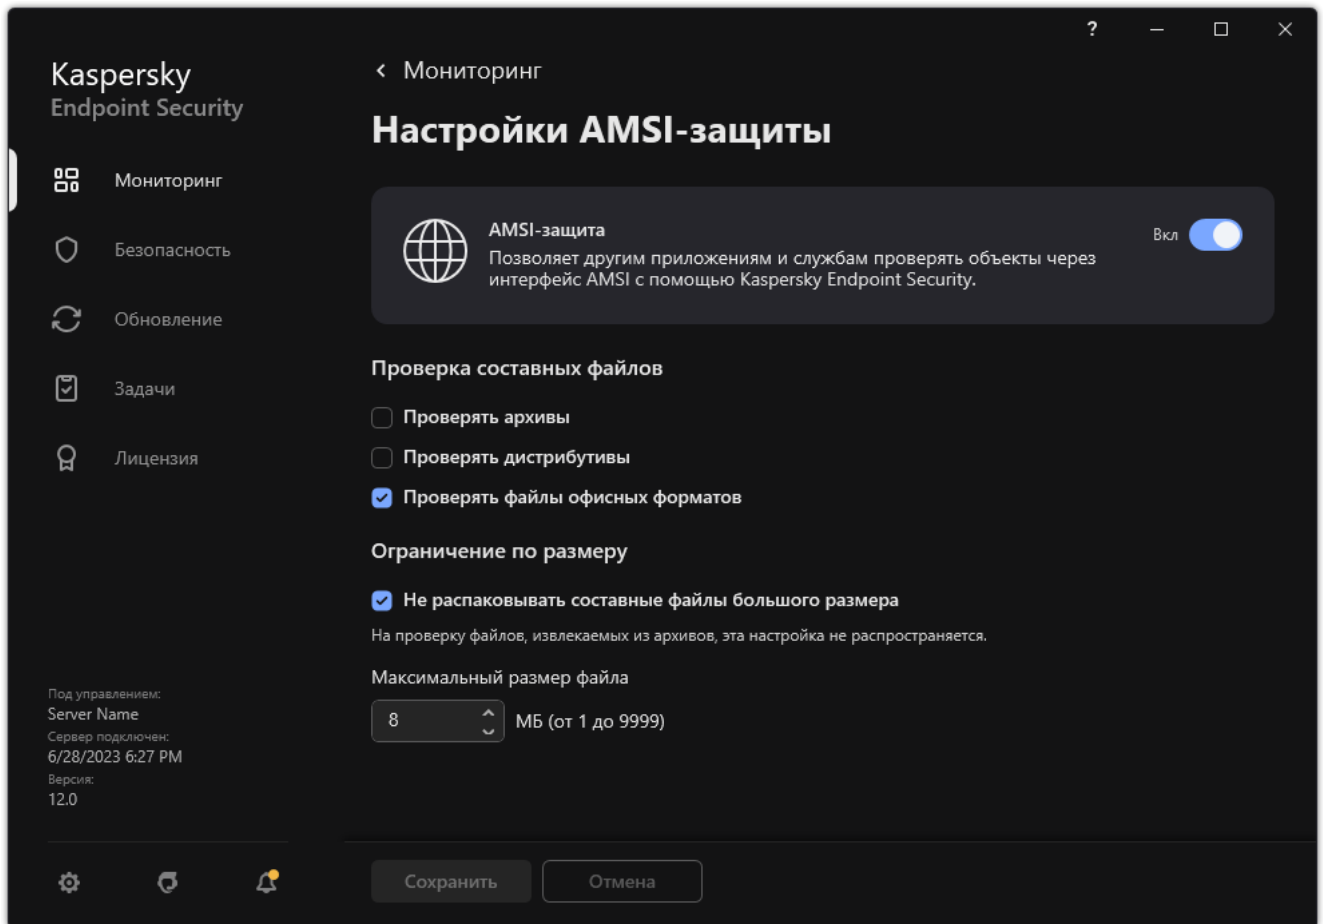 ?
Kaspersky
Endpoint Security
Мониторинг
Безопасность
Обновление
Задачи
Лицензия
Под управлением:
Server Name
Сервер подключен:
6/28/2023 6:27 PM
Версия:
12.0
Мониторинг
Настройки AMSI-защиты
AMSI-защита
Вкл
Позволяет другим приложениям и службам проверять объекты через
интерфейс AMSI с помощью Kaspersky Endpoint Security.
Проверка составных файлов
Проверять архивы
Проверять дистрибутивы
Проверять файлы офисных форматов
Ограничение по размеру
Не распаковывать составные файлы большого размера
На проверку файлов, извлекаемых из архивов, эта настройка не распространяется.
Максимальный размер файла
8 МБ (от 1 до 9999)
Сохранить Отмена